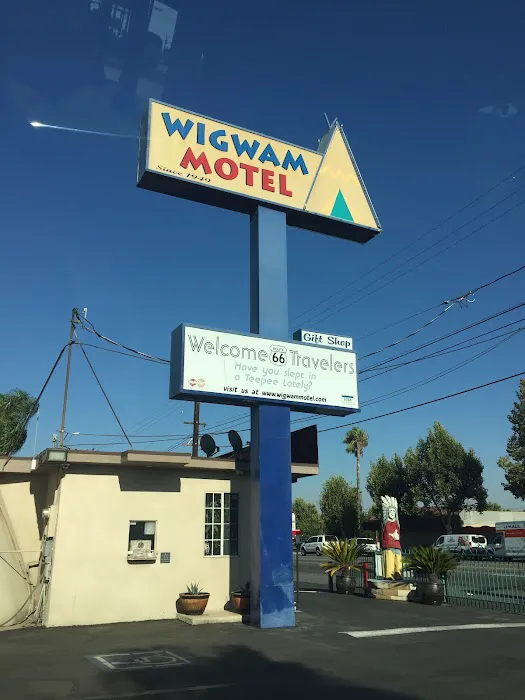 WIGWAM
MOTEL
Since 1949
Gift Shop
Welcome ROUTE 66 Travelers
Have you slept in
a Teepee Lately?
visit us at www.wigwammotel.com